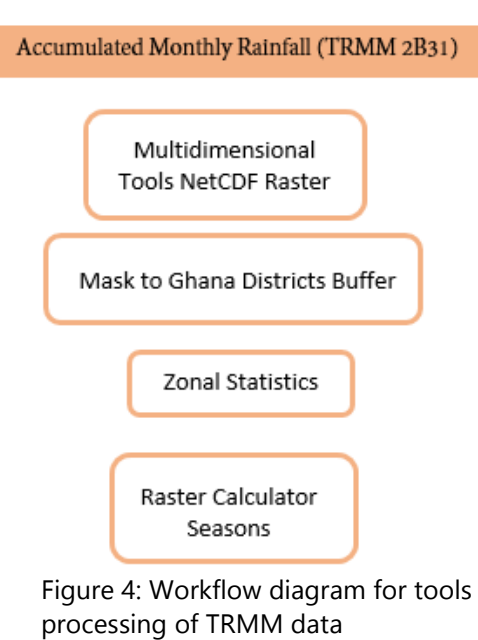 Accumulated Monthly Rainfall (TRMM 2B31)
Multidimensional
Tools NetCDF Raster
Mask to Ghana Districts Buffer
Zonal Statistics
Raster Calculator
Seasons
Figure 4: Workflow diagram for tools
processing of TRMM data